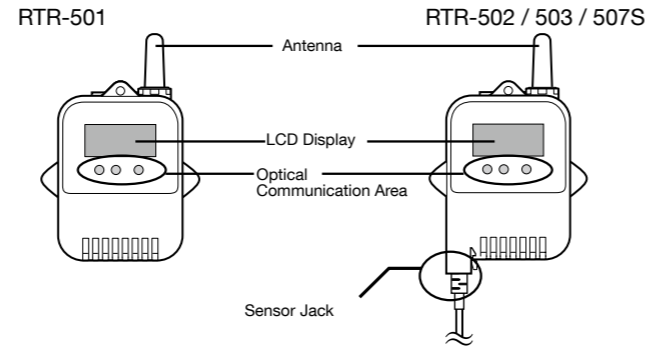 RTR-501
RTR-502 / 503 / 507S
Antenna
LCD Display
Optical
Communication Area
Sensor Jack